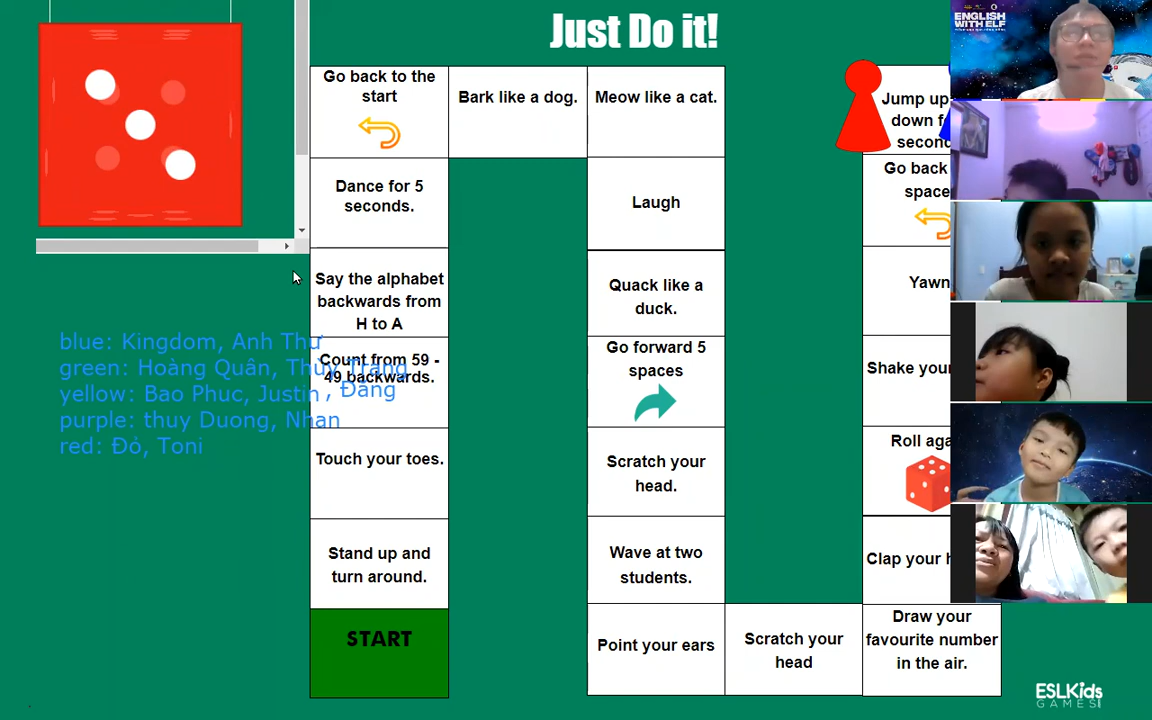 Just Do it!
Go back to the
start
Bark like a dog.
Meow like a cat.
Jump up
down f
secon
Dance for 5
seconds.
Laugh
Go back
space
Say the alphabet
backwards from
H to A
Quack like a
duck.
Yawn
Count from 59 -
49 backwards.
Go forward 5
spaces
Shake your
Touch your toes.
Scratch your
head.
Roll aga
Stand up and
turn around.
Wave at two
students.
Clap your h
START
Point your ears
Scratch your
head
Draw your
favourite number
in the air.
blue: Kingdom, Anh Thư
green: Hoàng Quân, Thùy Trang
yellow: Bao Phuc, Justin , Đăng
purple: thuy Duong, Nhan
red: Đỏ, Toni
ENGLISH
WITH ELF
ESLKids
GAMES